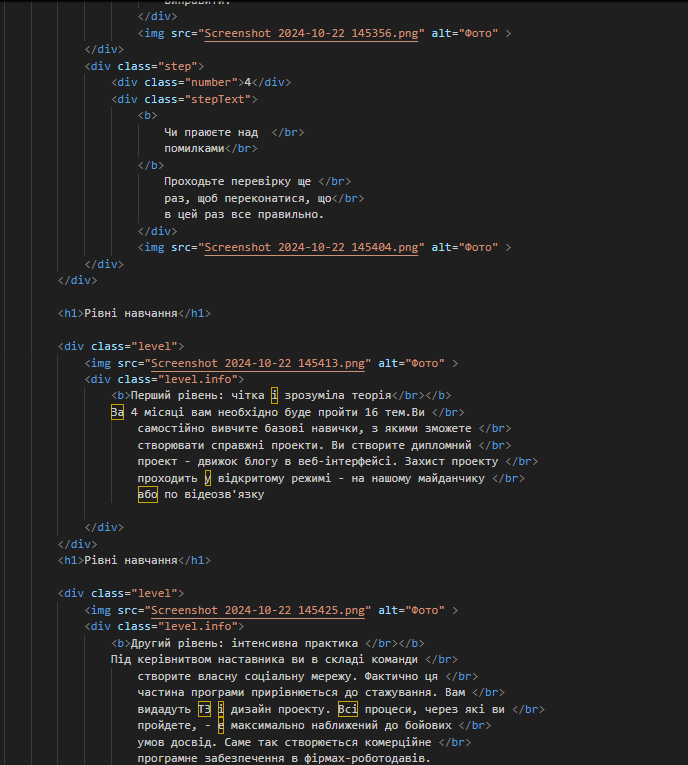 виправити.
</div>
<img src="Screenshot 2024-10-22 145356.png" alt="Фото" >
</div>
<div class="step">
<div class="number">4</div>
<div class="stepText">
<b>
Чи праюєте над  </br>
помилками</br>
</b>
Проходьте перевірку ще </br>
раз, щоб переконатися, що</br>
в цей раз все правильно.
</div>
<img src="Screenshot 2024-10-22 145404.png" alt="Фото" >
</div>
</div>
<h1>Рівні навчання</h1>
<div class="level">
<img src="Screenshot 2024-10-22 145413.png" alt="Фото" >
<div class="level.info">
<b>Перший рівень: чітка і зрозуміла теорія</br></b>
За 4 місяці вам необхідно буде пройти 16 тем.Ви </br>
самостійно вивчите базові навички, з якими зможете </br>
створювати справжні проекти. Ви створите дипломний </br>
проект - движок блогу в веб-інтерфейсі. Захист проекту </br>
проходить у відкритому режимі - на нашому майданчику </br>
або по відеозв'язку
</div>
</div>
<h1>Рівні навчання</h1>
<div class="level">
<img src="Screenshot 2024-10-22 145425.png" alt="Фото" >
<div class="level.info">
<b>Другий рівень: інтенсивна практика </br></b>
Під керівнитвом наставника ви в складі команди </br>
створите власну соціальну мережу. Фактично ця </br>
частина програми прирівнюється до стажування. Вам </br>
видадуть ТЗ і дизайн проекту. Всі процеси, через які ви </br>
пройдете, - е максимально наближений до бойових </br>
умов досвід. Саме так створюється комерційне </br>
програмне забезпечення в фірмах-роботодавів.